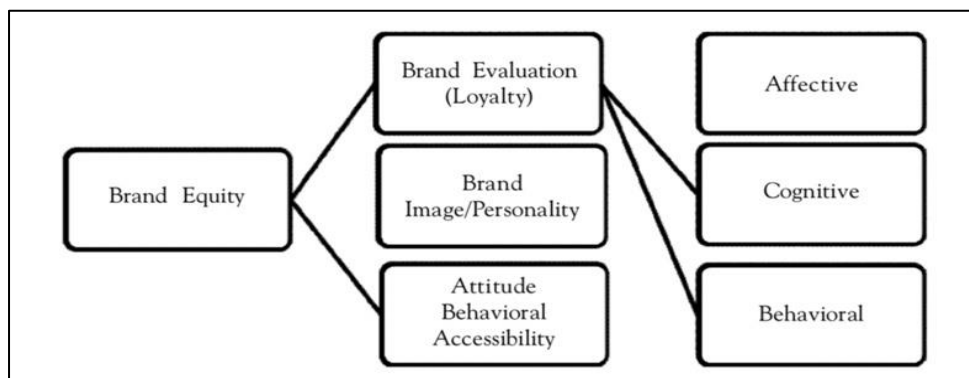 Brand Equity
Brand Evaluation
(Loyalty)
Brand
Image/Personality
Attitude
Behavioral
Accessibility
Affective
Cognitive
Behavioral